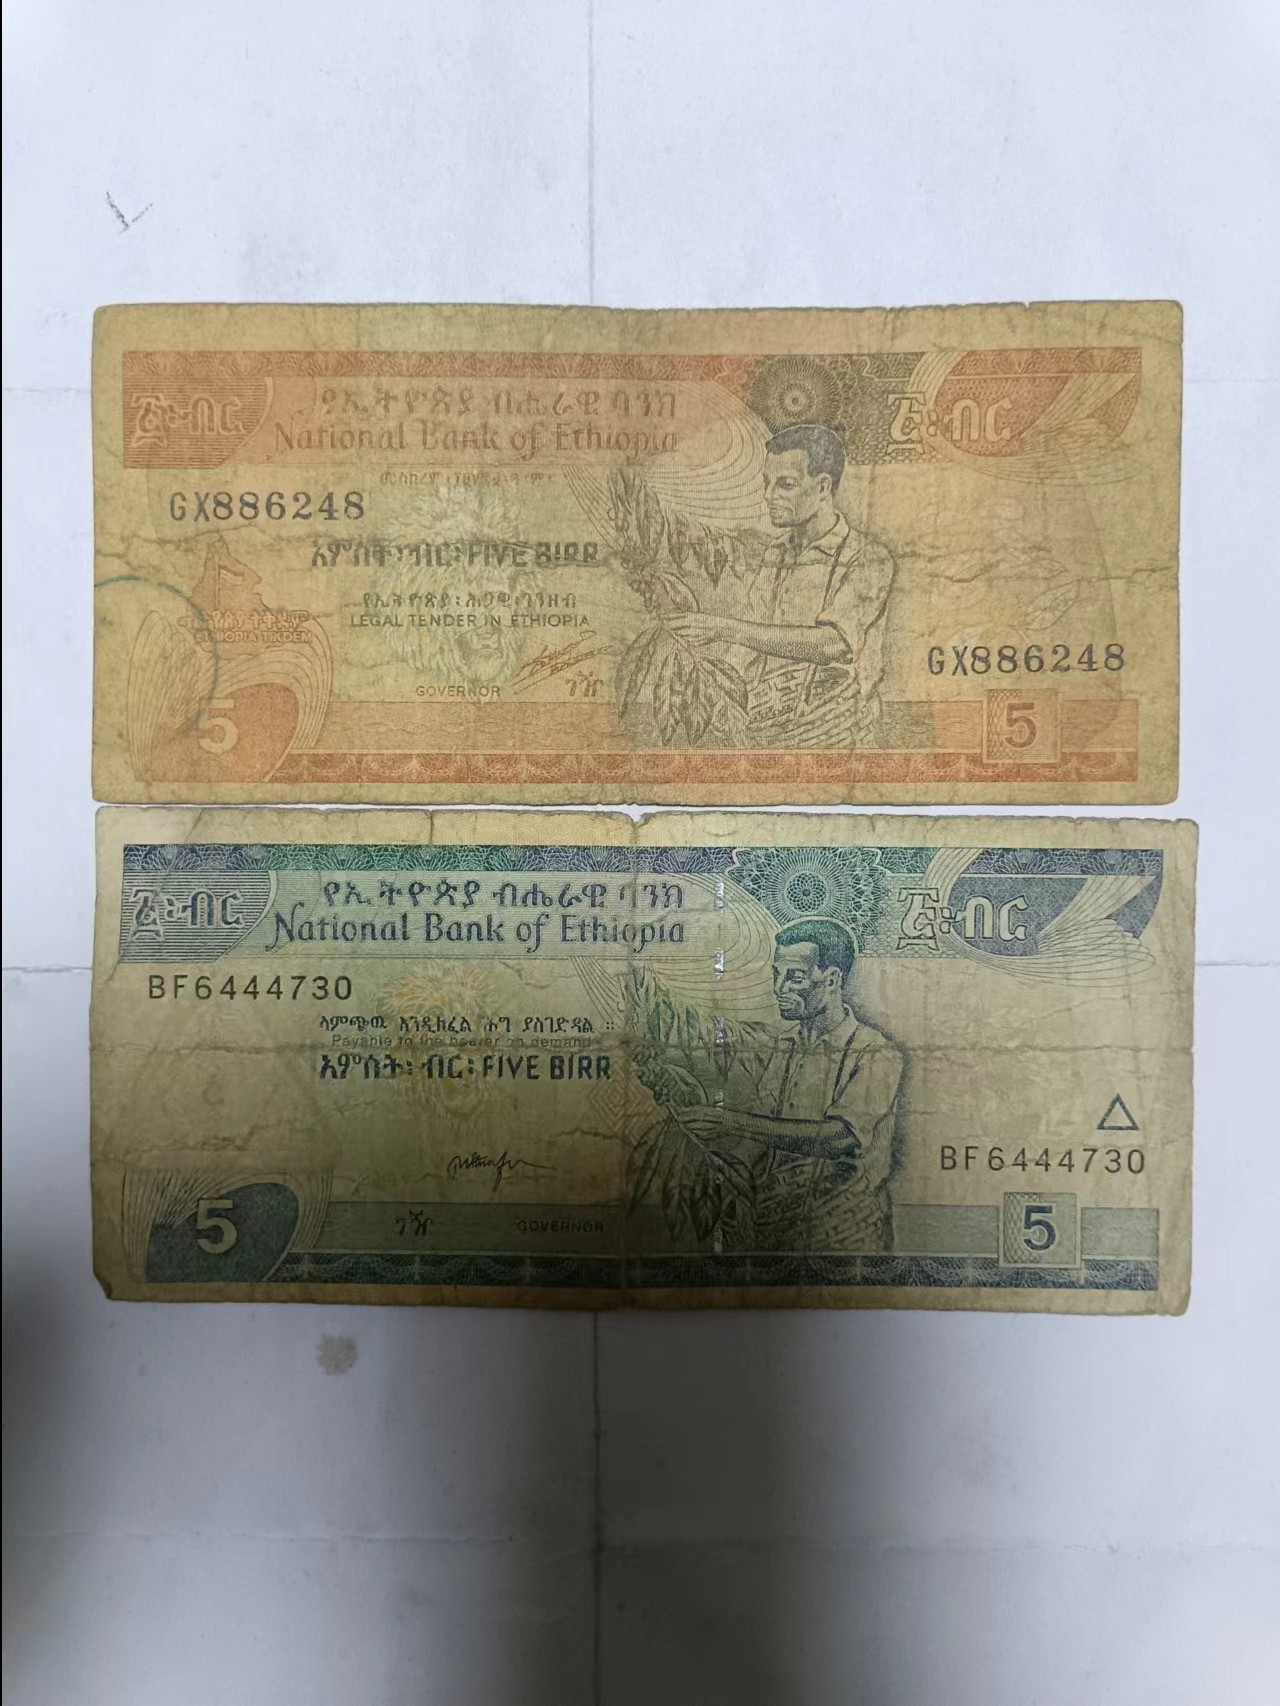 ፭፡ብር
የኢትዮጵያ ብሔራዊ ባንክ
፭፡ብር
National Bank of Ethiopia
GX886248
አምስት፡ብር፡FIVE BIRR
የኢትዮጵያ፡ሕጋዊ፡ገንዘብ
ETHIOPIA TIKDEM
LEGAL TENDER IN ETHIOPIA
GX886248
GOVERNOR
ገዥ
5
5
፭፡ብር
የኢትዮጵያ ብሔራዊ ባንክ
፭፡ብር
National Bank of Ethiopia
BF6444730
ላምጭዉ እንዲከፈል ሕግ ያስገድዳል ፡፡
Payable to the bearer on demand
አምስት፡ ብር፡ FIVE BIRR
BF6444730
5
ገዥ
GOVERNOR
5